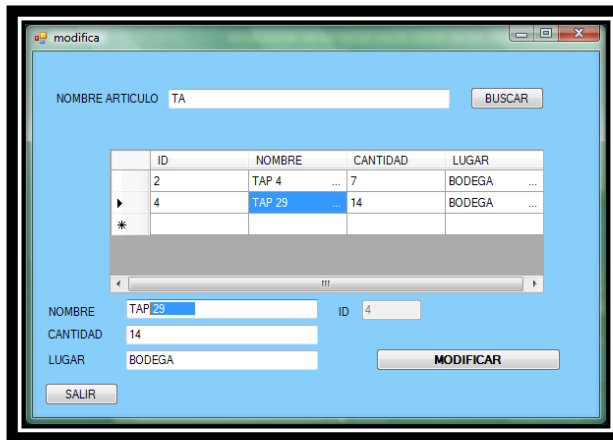 modifica
NOMBRE ARTICULO TA BUSCAR
ID NOMBRE CANTIDAD LUGAR
2 TAP 4 ... 7 BODEGA ...
4 TAP 29 ... 14 BODEGA ...
NOMBRE TAP 29 ID 4
CANTIDAD 14
LUGAR BODEGA MODIFICAR
SALIR